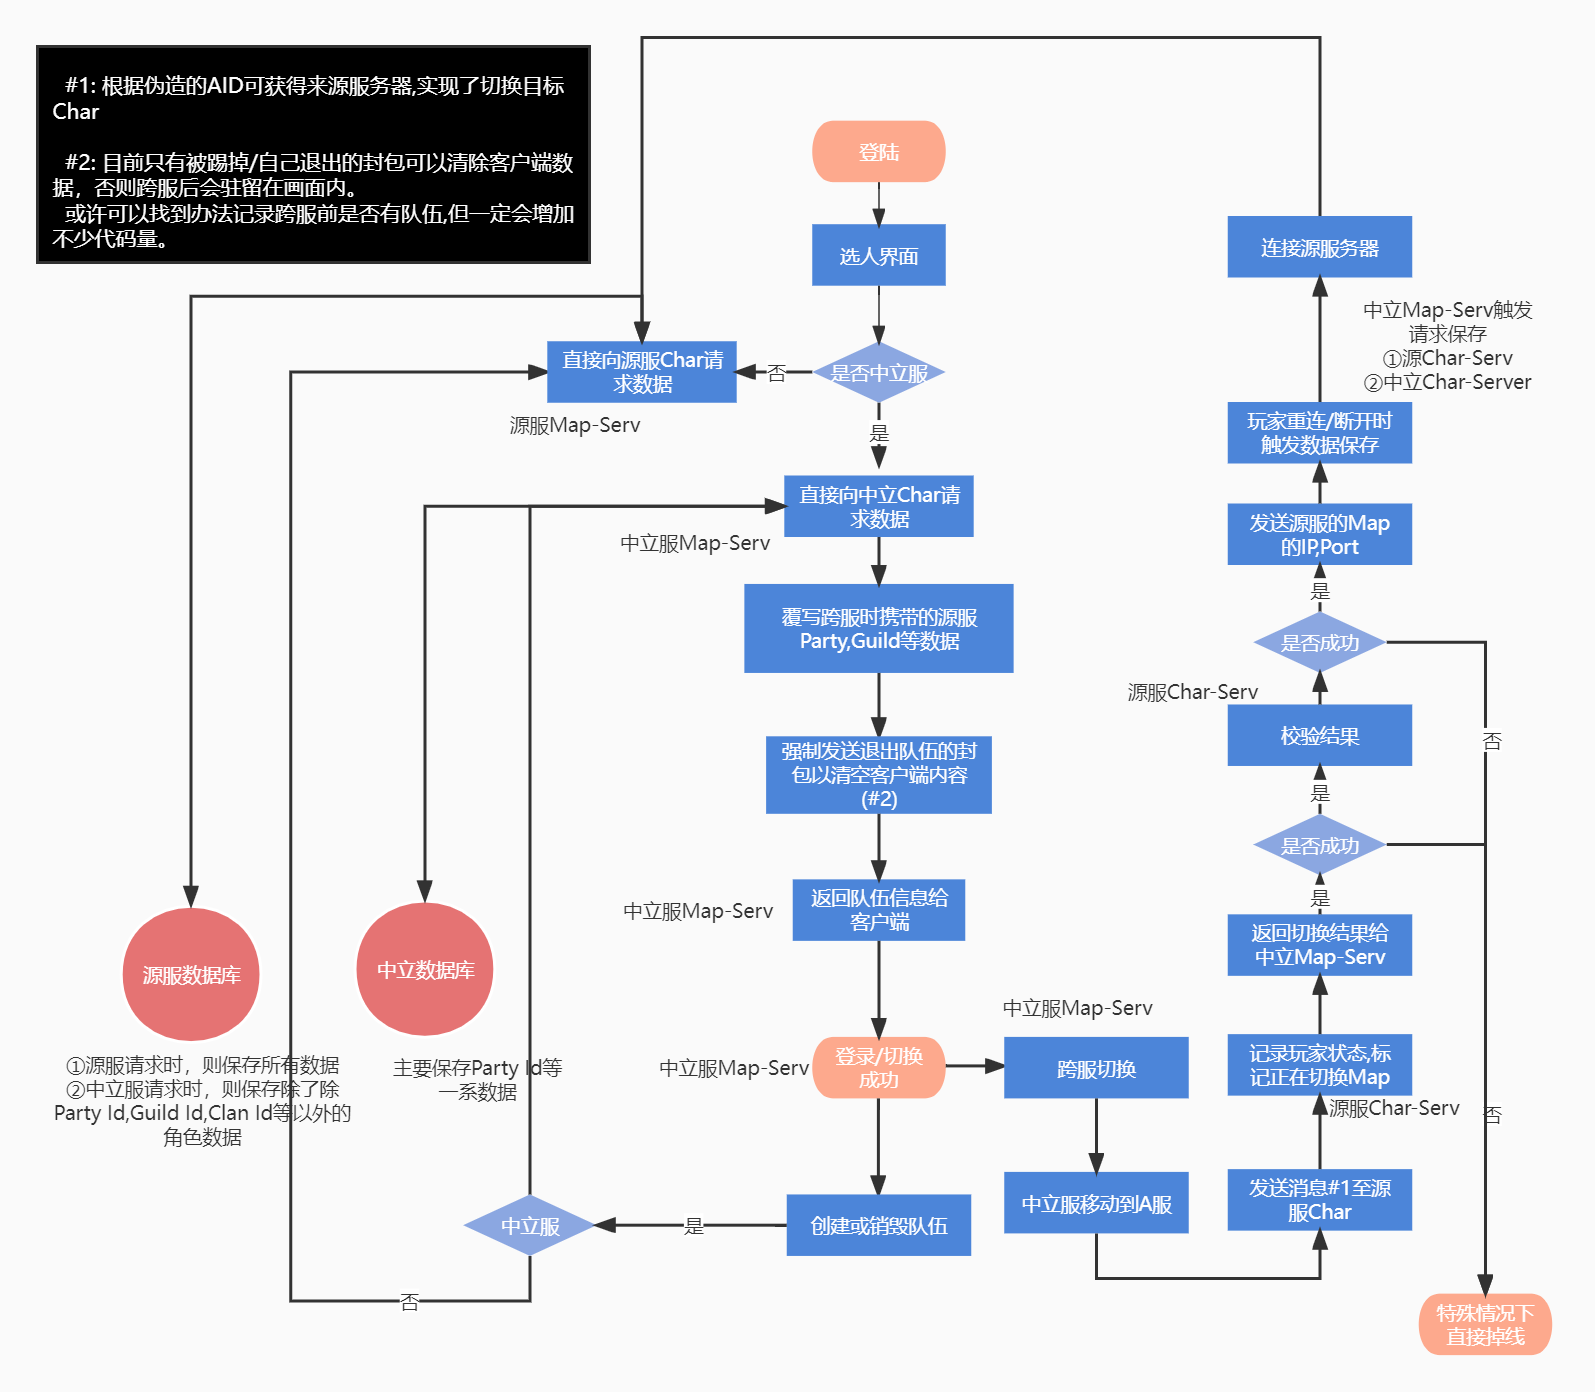 #1: 根据伪造的AID可获得来源服务器,实现了切换目标
Char
#2: 目前只有被踢掉/自己退出的封包可以清除客户端数
据，否则跨服后会驻留在画面内。
或许可以找到办法记录跨服前是否有队伍,但一定会增加
不少代码量。
登陆
选人界面
是否中立服
否
直接向源服Char请
求数据
源服Map-Serv
是
直接向中立Char请
求数据
中立服Map-Serv
覆写跨服时携带的源服
Party,Guild等数据
强制发送退出队伍的封
包以清空客户端内容
(#2)
返回队伍信息给
客户端
中立服Map-Serv
登录/切换
成功
中立服Map-Serv
创建或销毁队伍
是
中立服
否
源服数据库
①源服请求时，则保存所有数据
②中立服请求时，则保存除了除
Party Id,Guild Id,Clan Id等以外的
角色数据
中立数据库
主要保存Party Id等
一系数据
中立服Map-Serv
跨服切换
中立服移动到A服
发送消息#1至源
服Char
源服Char-Serv
记录玩家状态,标
记正在切换Map
返回切换结果给
中立Map-Serv
是
是否成功
是
校验结果
源服Char-Serv
是否成功
是
发送源服的Map
的IP,Port
玩家重连/断开时
触发数据保存
中立Map-Serv触发
请求保存
①源Char-Serv
②中立Char-Server
连接源服务器
否
否
特殊情况下
直接掉线